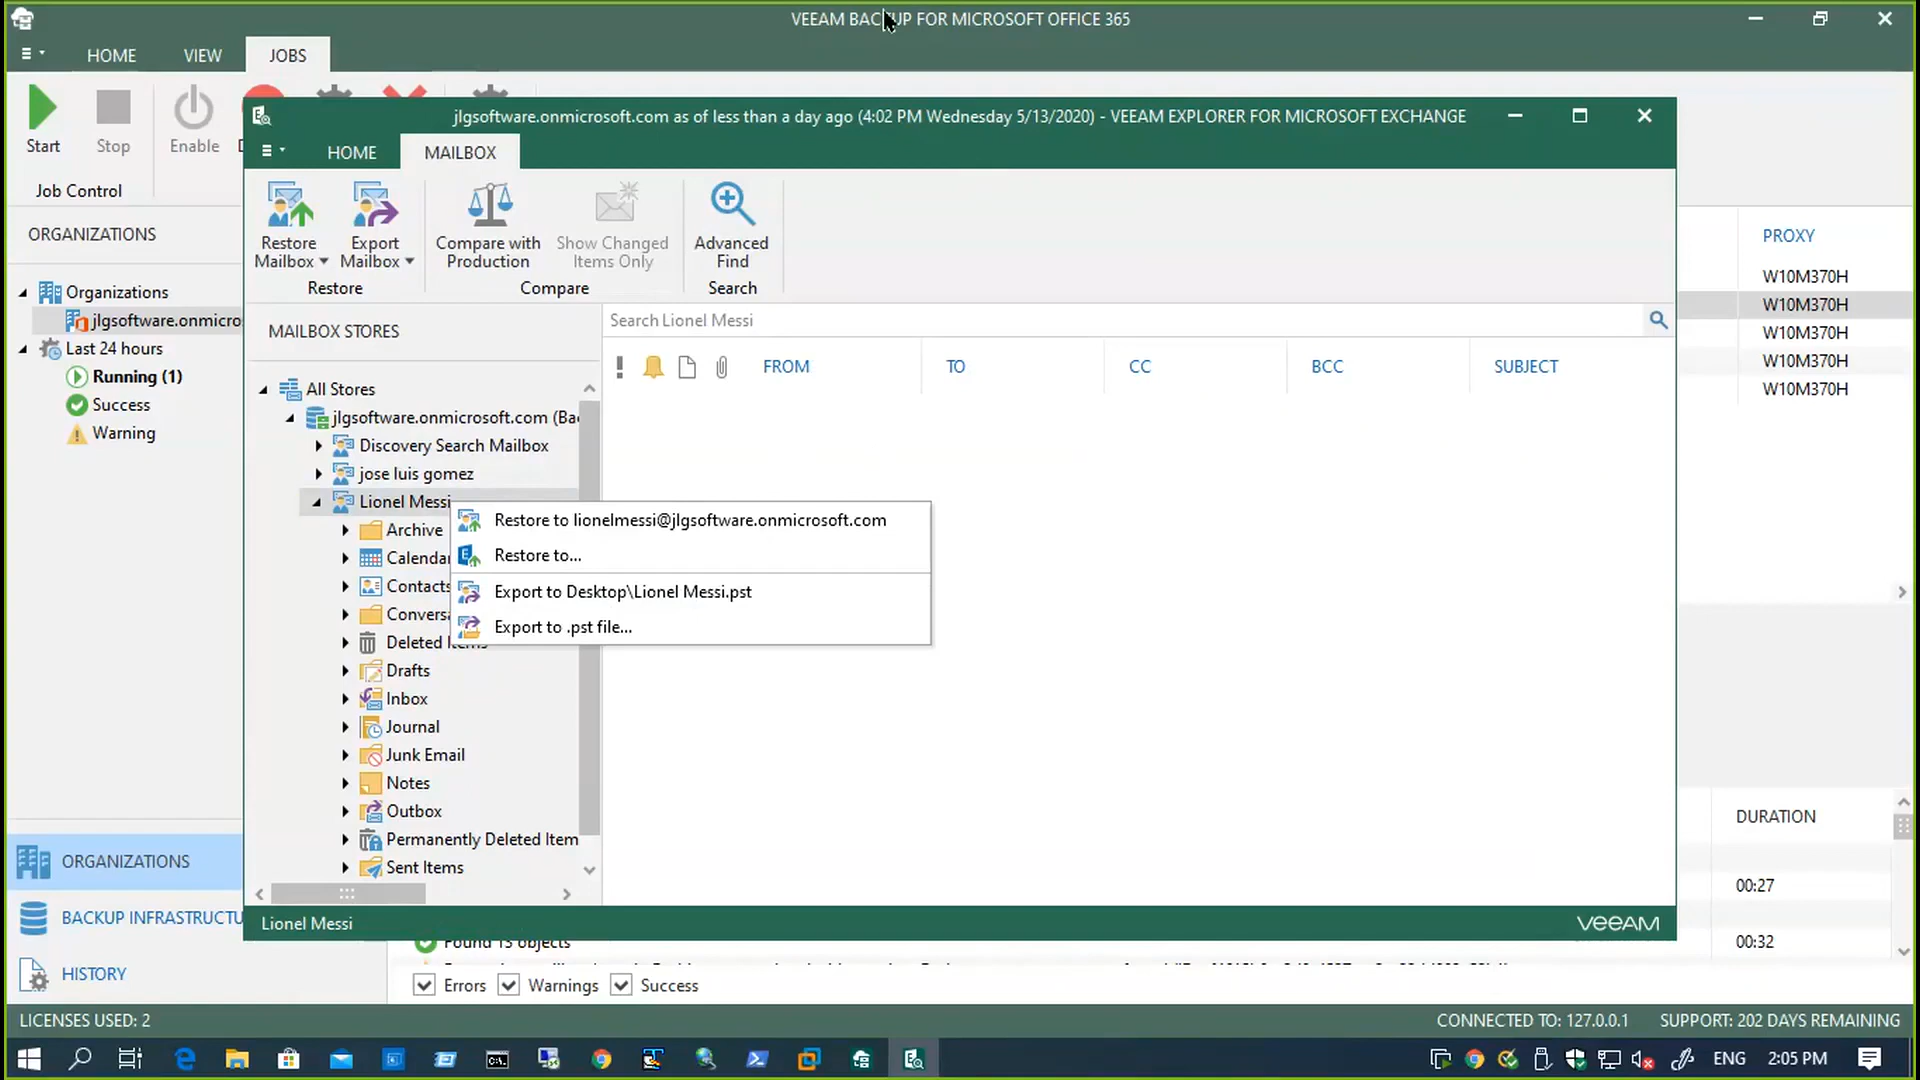 VEEAM BACKUP FOR MICROSOFT OFFICE 365
HOME VIEW JOBS
Start Stop Enable
Job Control
jlgsoftware.onmicrosoft.com as of less than a day ago (4:02 PM Wednesday 5/13/2020) - VEEAM EXPLORER FOR MICROSOFT EXCHANGE
HOME MAILBOX
Restore Mailbox
Export Mailbox
Restore
Compare with Production
Show Changed Items Only
Compare
Advanced Find
Search
ORGANIZATIONS
Organizations
jlgsoftware.onmicro
Last 24 hours
Running (1)
Success
Warning
MAILBOX STORES
Search Lionel Messi
FROM TO CC BCC SUBJECT
All Stores
jlgsoftware.onmicrosoft.com (Bac
Discovery Search Mailbox
jose luis gomez
Lionel Messi
Archive
Calendar
Contacts
Conversa
Deleted Items
Drafts
Inbox
Journal
Junk Email
Notes
Outbox
Permanently Deleted Item
Sent Items
Restore to lionelmessi@jlgsoftware.onmicrosoft.com
Restore to...
Export to Desktop\Lionel Messi.pst
Export to .pst file...
Lionel Messi
VEEAM
PROXY
W10M370H
W10M370H
W10M370H
W10M370H
W10M370H
DURATION
00:27
00:32
ORGANIZATIONS
BACKUP INFRASTRUCTU
HISTORY
Found 13 objects
Errors Warnings Success
LICENSES USED: 2
CONNECTED TO: 127.0.0.1 SUPPORT: 202 DAYS REMAINING
ENG 2:05 PM